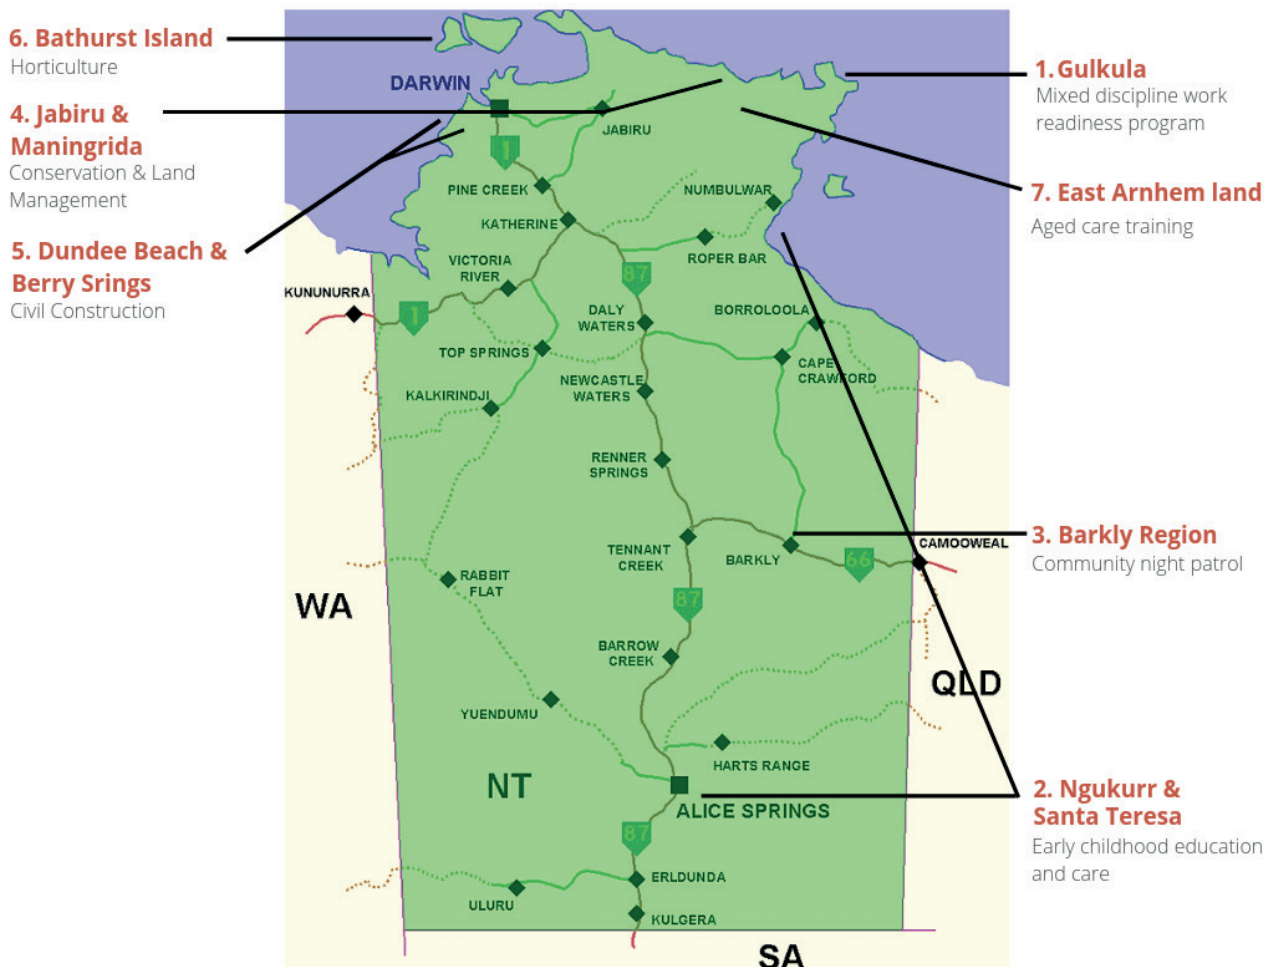 6. Bathurst Island
Horticulture
4. Jabiru &
Maningrida
Conservation & Land
Management
5. Dundee Beach &
Berry Srings
Civil Construction
1. Gulkula
Mixed discipline work
readiness program
7. East Arnhem land
Aged care training
3. Barkly Region
Community night patrol
2. Ngukurr &
Santa Teresa
Early childhood education
and care
DARWIN
JABIRU
1
PINE CREEK
NUMBULWAR
KATHERINE
ROPER BAR
VICTORIA
RIVER
87
KUNUNURRA
1
DALY
WATERS
BORROLOOLA
TOP SPRINGS
CAPE
CRAWFORD
NEWCASTLE
WATERS
KALKIRINDJI
RENNER
SPRINGS
TENNANT
CREEK
BARKLY
66
CAMOOWEAL
RABBIT
FLAT
87
WA
BARROW
CREEK
QLD
YUENDUMU
HARTS RANGE
NT
ALICE SPRINGS
87
ERLDUNDA
ULURU
KULGERA
SA